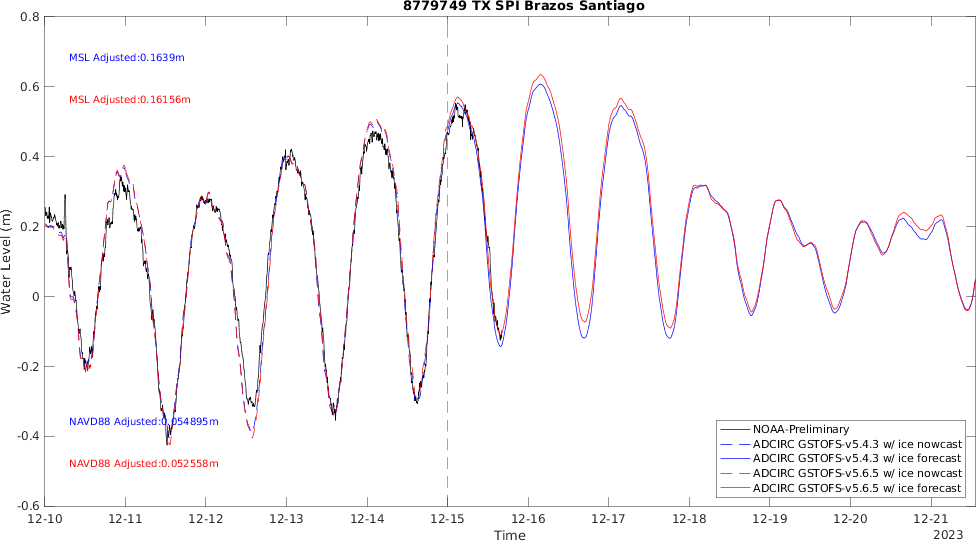 8779749 TX SPI Brazos Santiago
0.8
0.6
0.4
0.2
0
-0.2
-0.4
-0.6
Water Level (m)
MSL Adjusted:0.1639m
MSL Adjusted:0.16156m
NAVD88 Adjusted:0.054895m
NAVD88 Adjusted:0.052558m
NOAA-Preliminary
ADCIRC GSTOFS-v5.4.3 w/ ice nowcast
ADCIRC GSTOFS-v5.4.3 w/ ice forecast
ADCIRC GSTOFS-v5.6.5 w/ ice nowcast
ADCIRC GSTOFS-v5.6.5 w/ ice forecast
12-10 12-11 12-12 12-13 12-14 12-15 12-16 12-17 12-18 12-19 12-20 12-21
Time
2023